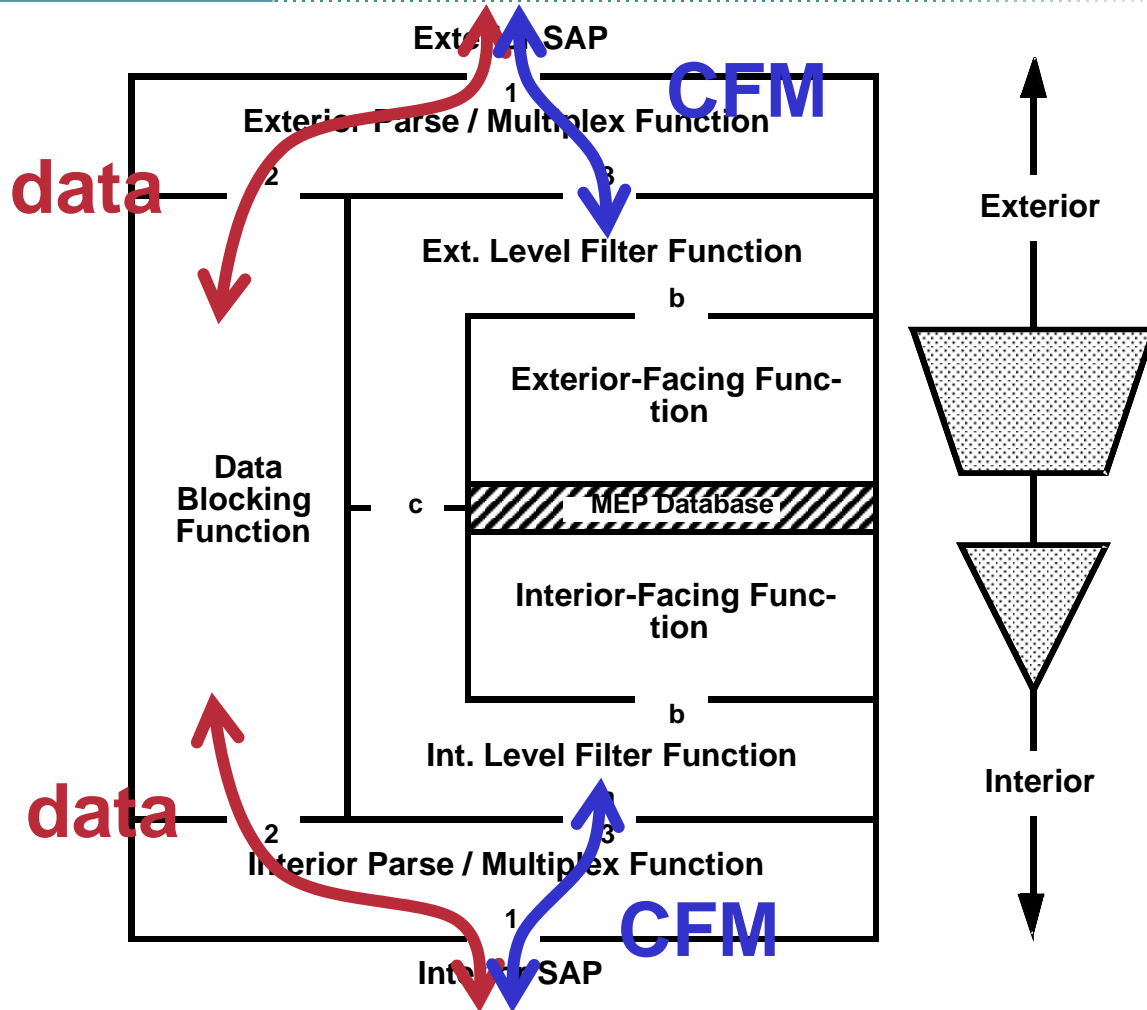 Exterior SAP
CFM
1
Exterior Parse / Multiplex Function
data
2
3
Exterior
Ext. Level Filter Function
b
Exterior-Facing Func-
tion
Data
Blocking
Function
c
MEP Database
Interior-Facing Func-
tion
b
Int. Level Filter Function
Interior
data
2
3
Interior Parse / Multiplex Function
1
CFM
Interior SAP